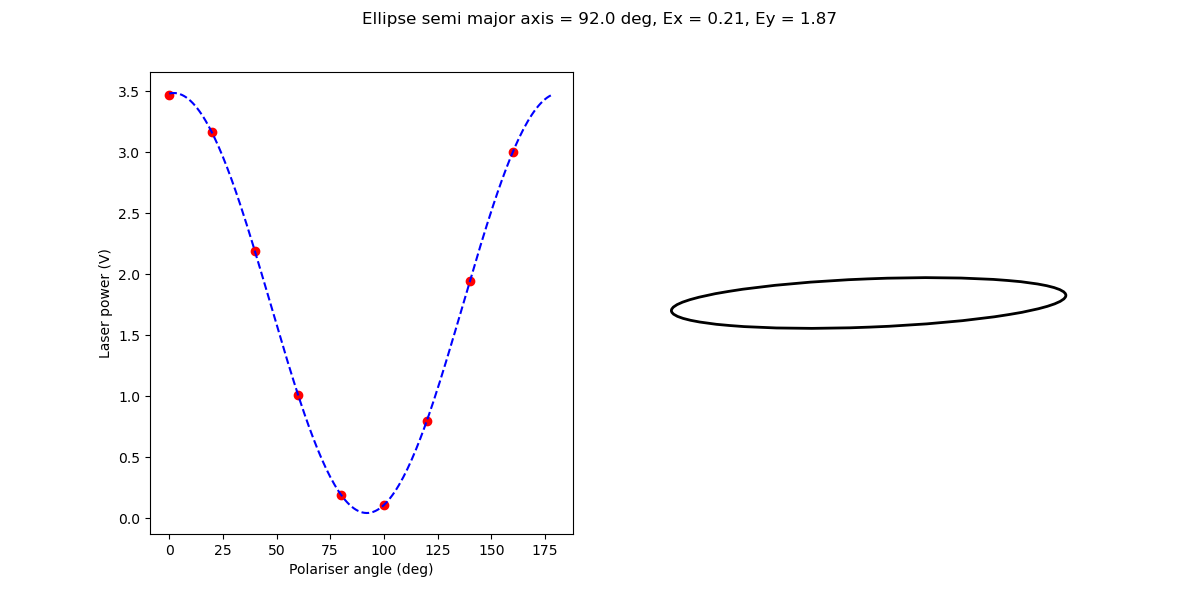 Ellipse semi major axis = 92.0 deg, Ex = 0.21, Ey = 1.87
3.5
3.0
2.5
2.0
1.5
1.0
0.5
0.0
Laser power (V)
0 25 50 75 100 125 150 175
Polariser angle (deg)